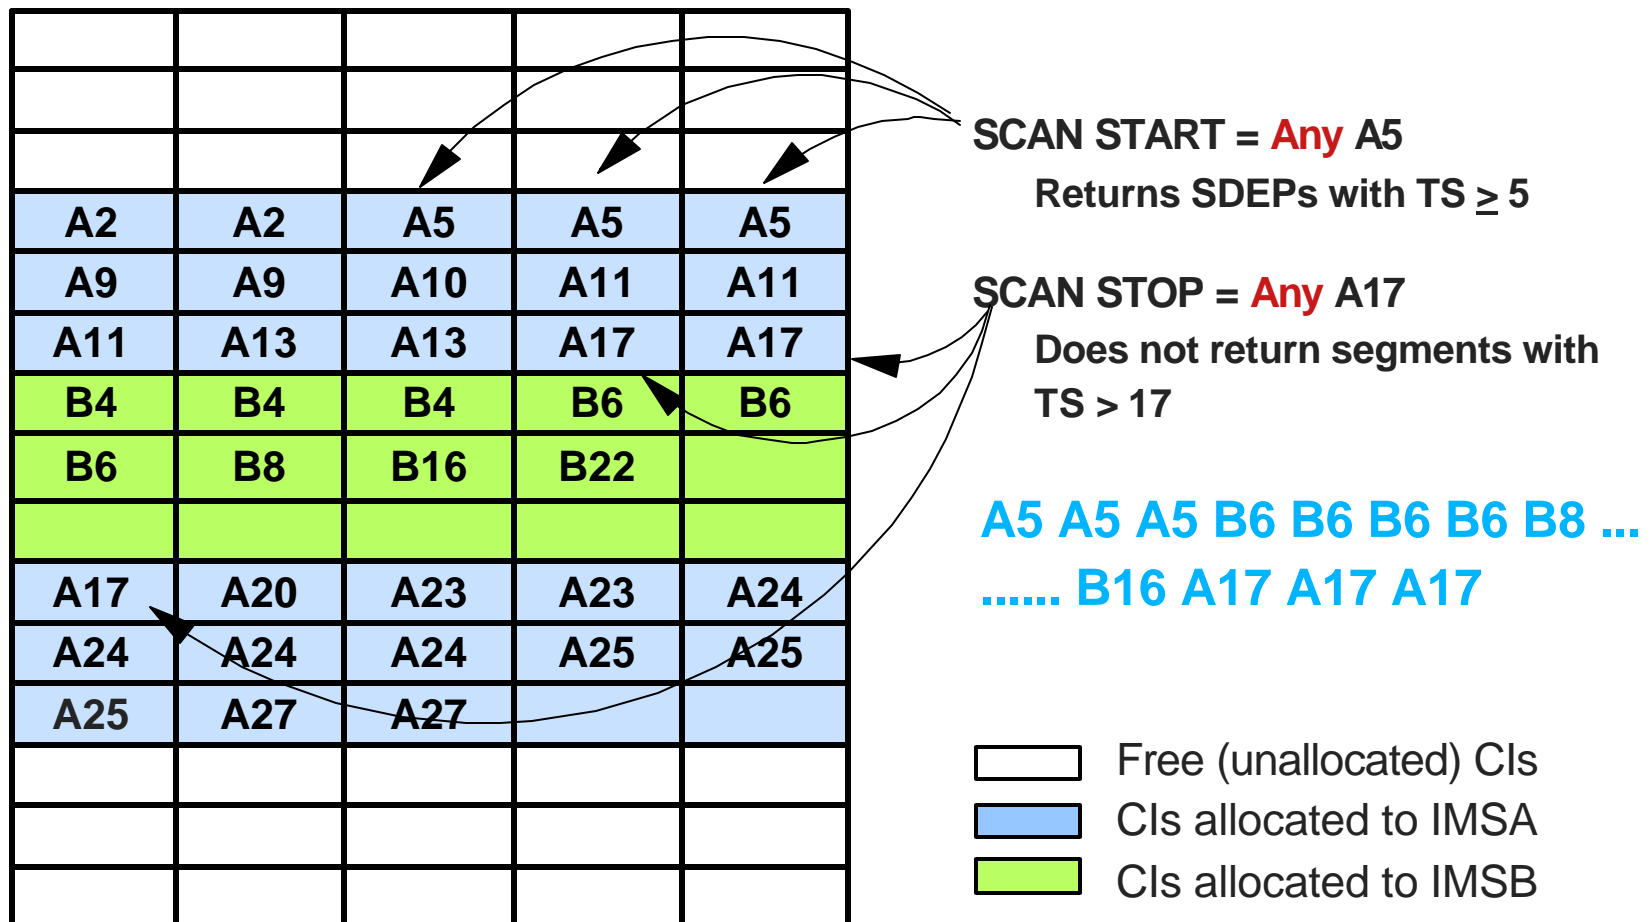 A2 A2 A5 A5 A5
A9 A9 A10 A11 A11
A11 A13 A13 A17 A17
B4 B4 B4 B6 B6
B6 B8 B16 B22
A17 A20 A23 A23 A24
A24 A24 A24 A25 A25
A25 A27 A27
SCAN START = Any A5
Returns SDEPs with TS ≥ 5
SCAN STOP = Any A17
Does not return segments with
TS > 17
A5 A5 A5 B6 B6 B6 B6 B8 ...
...... B16 A17 A17 A17
Free (unallocated) CIs
CIs allocated to IMSA
CIs allocated to IMSB